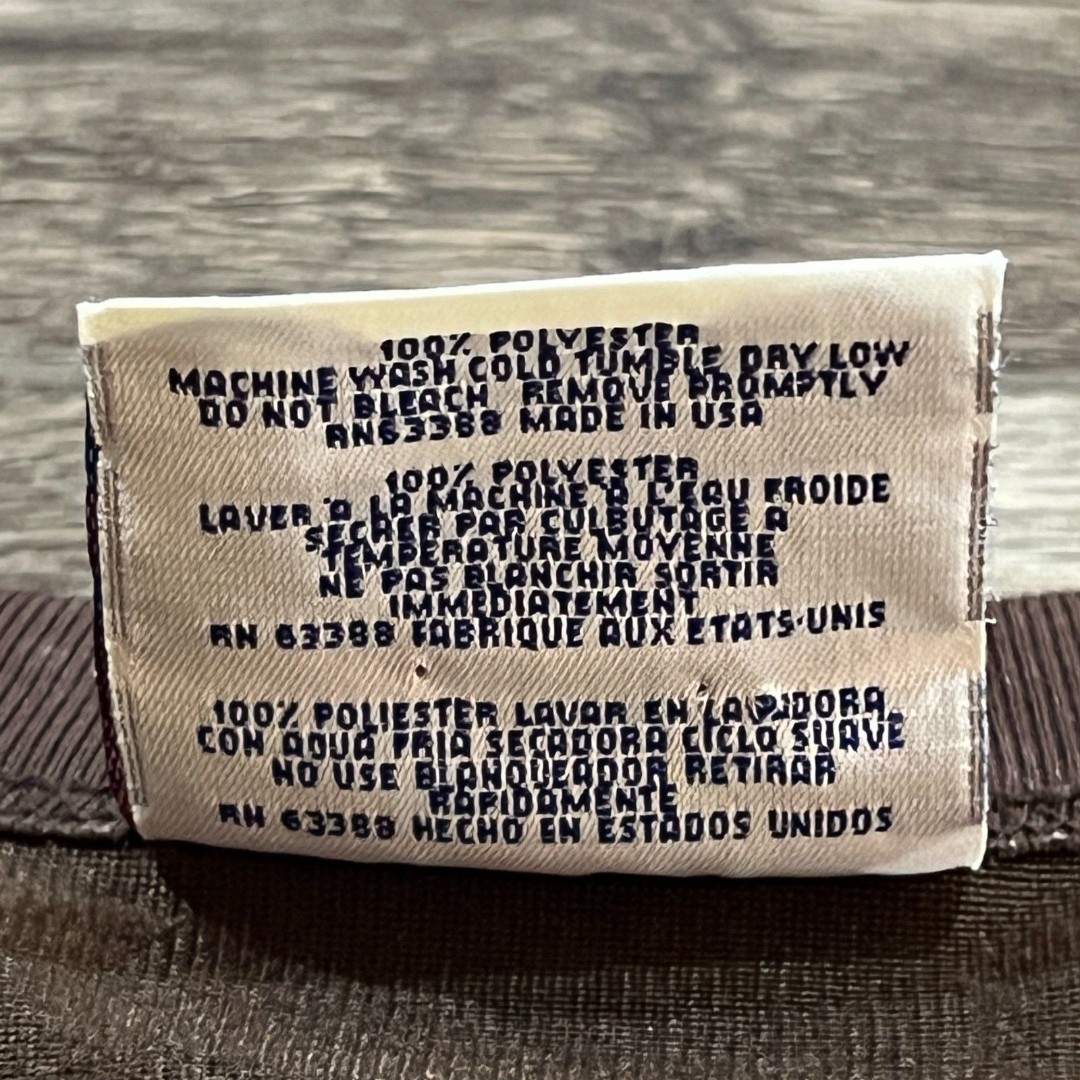 100% POLYESTER
MACHINE WASH COLD TUMBLE DRY LOW
DO NOT BLEACH REMOVE PROMPTLY
RN63388 MADE IN USA
100% POLYESTER
LAVER A LA MACHINE A L'EAU FROIDE
SECHER PAR CULBUTAGE A
TEMPERATURE MOYENNE
NE PAS BLANCHIR SORTIR
IMMEDIATEMENT
RN 63388 FABRIQUE AUX ETATS-UNIS
100% POLIESTER LAVAR EN LAVADORA
CON AQUA FRIA SECADORA CICLO SUAVE
NO USE BLANQUEADOR RETIRAR
RAPIDAMENTE
RN 63388 HECHO EN ESTADOS UNIDOS